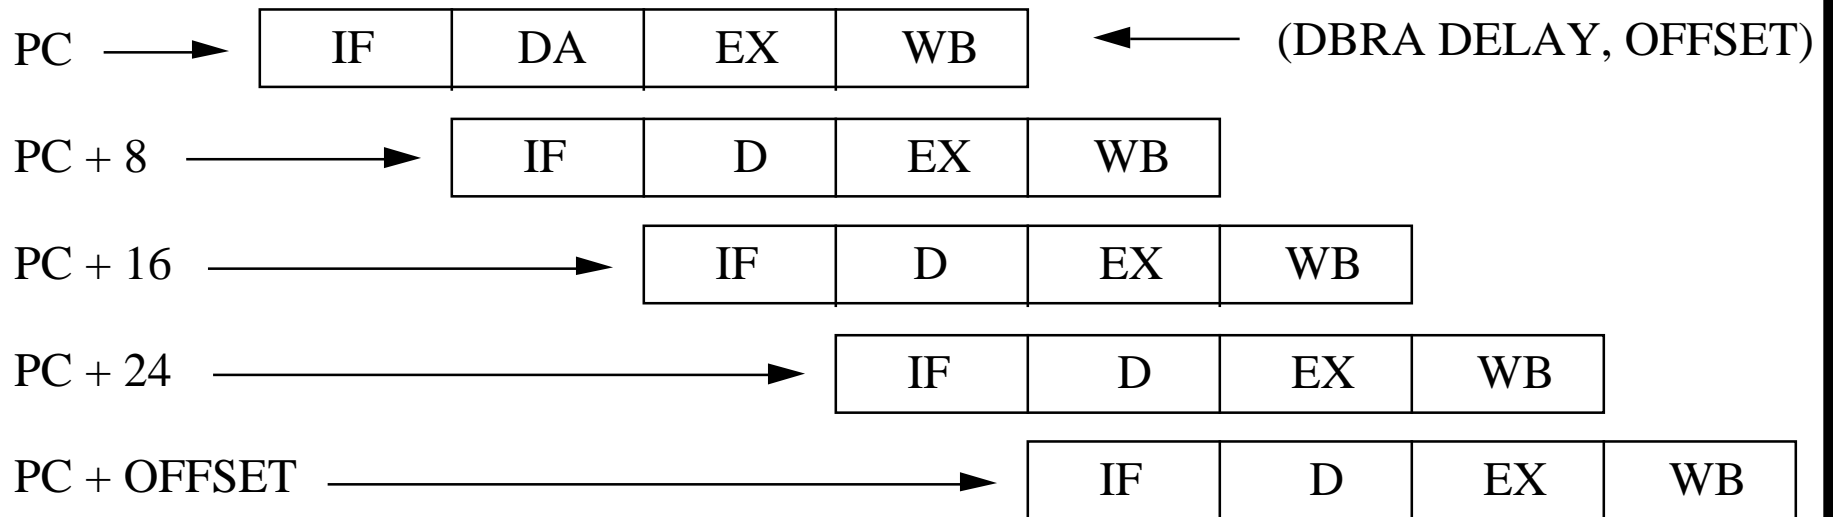 PC IF DA EX WB (DBRA DELAY, OFFSET)
PC + 8 IF D EX WB
PC + 16 IF D EX WB
PC + 24 IF D EX WB
PC + OFFSET IF D EX WB